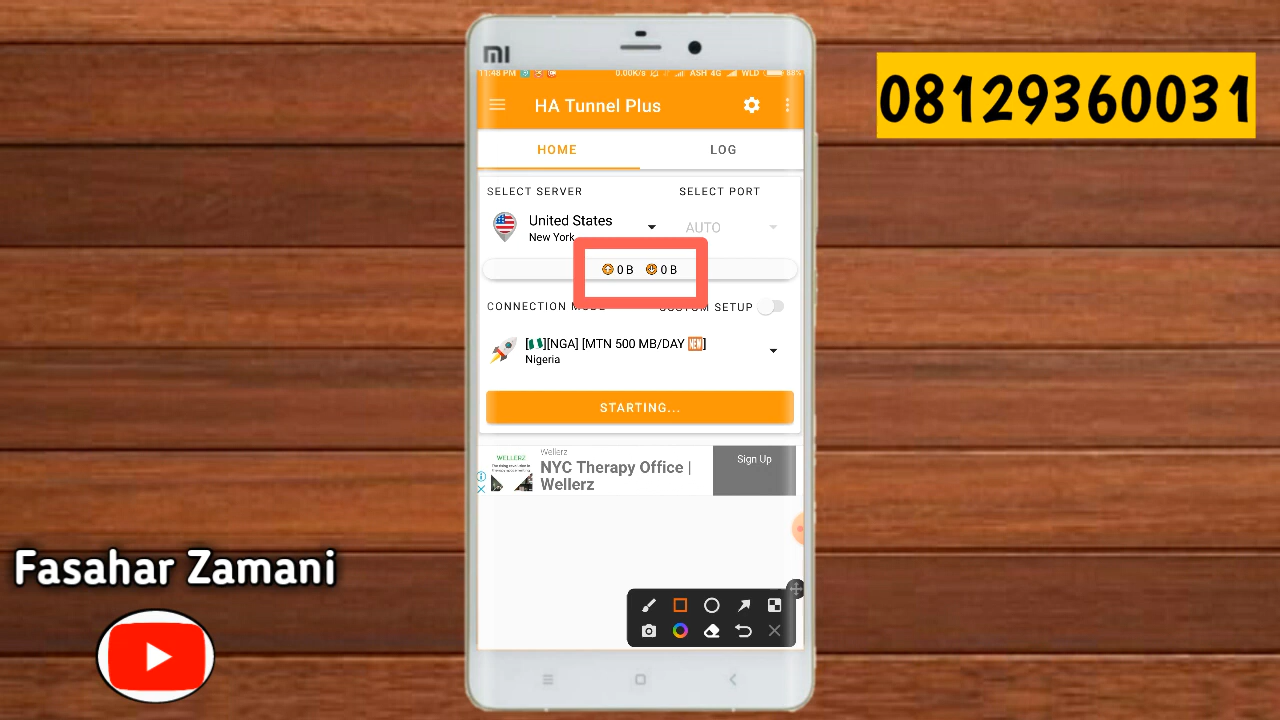 08129360031
mi
11:48 PM 0.00K/s ASH 4G WLD 88%
HA Tunnel Plus
HOME LOG
SELECT SERVER SELECT PORT
United States
New York
AUTO
0 B 0 B
CONNECTION MODE CUSTOM SETUP
[🇳🇬][NGA] [MTN 500 MB/DAY 🆕]
Nigeria
STARTING...
WELLERZ
Wellerz
NYC Therapy Office |
Wellerz
Sign Up
Fasahar Zamani